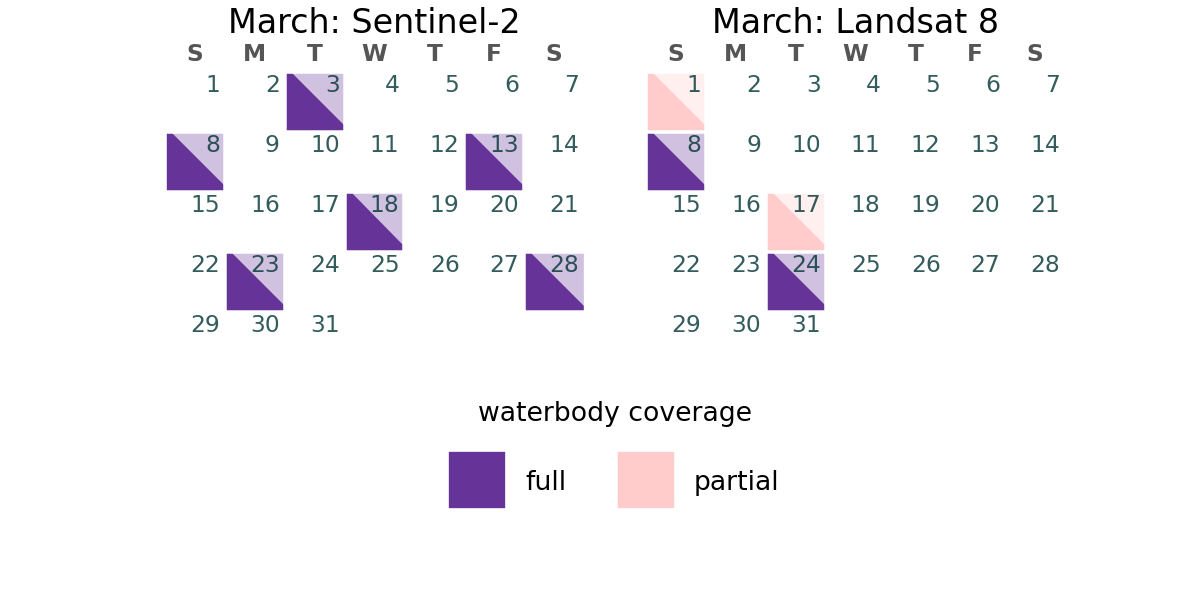 March: Sentinel-2
S M T W T F S
1 2 3 4 5 6 7
8 9 10 11 12 13 14
15 16 17 18 19 20 21
22 23 24 25 26 27 28
29 30 31
March: Landsat 8
S M T W T F S
1 2 3 4 5 6 7
8 9 10 11 12 13 14
15 16 17 18 19 20 21
22 23 24 25 26 27 28
29 30 31
waterbody coverage
full
partial